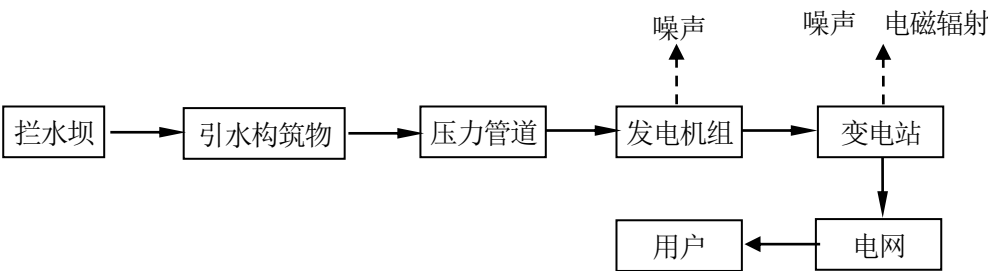 噪声
噪声 电磁辐射
拦水坝
引水构筑物
压力管道
发电机组
变电站
用户
电网